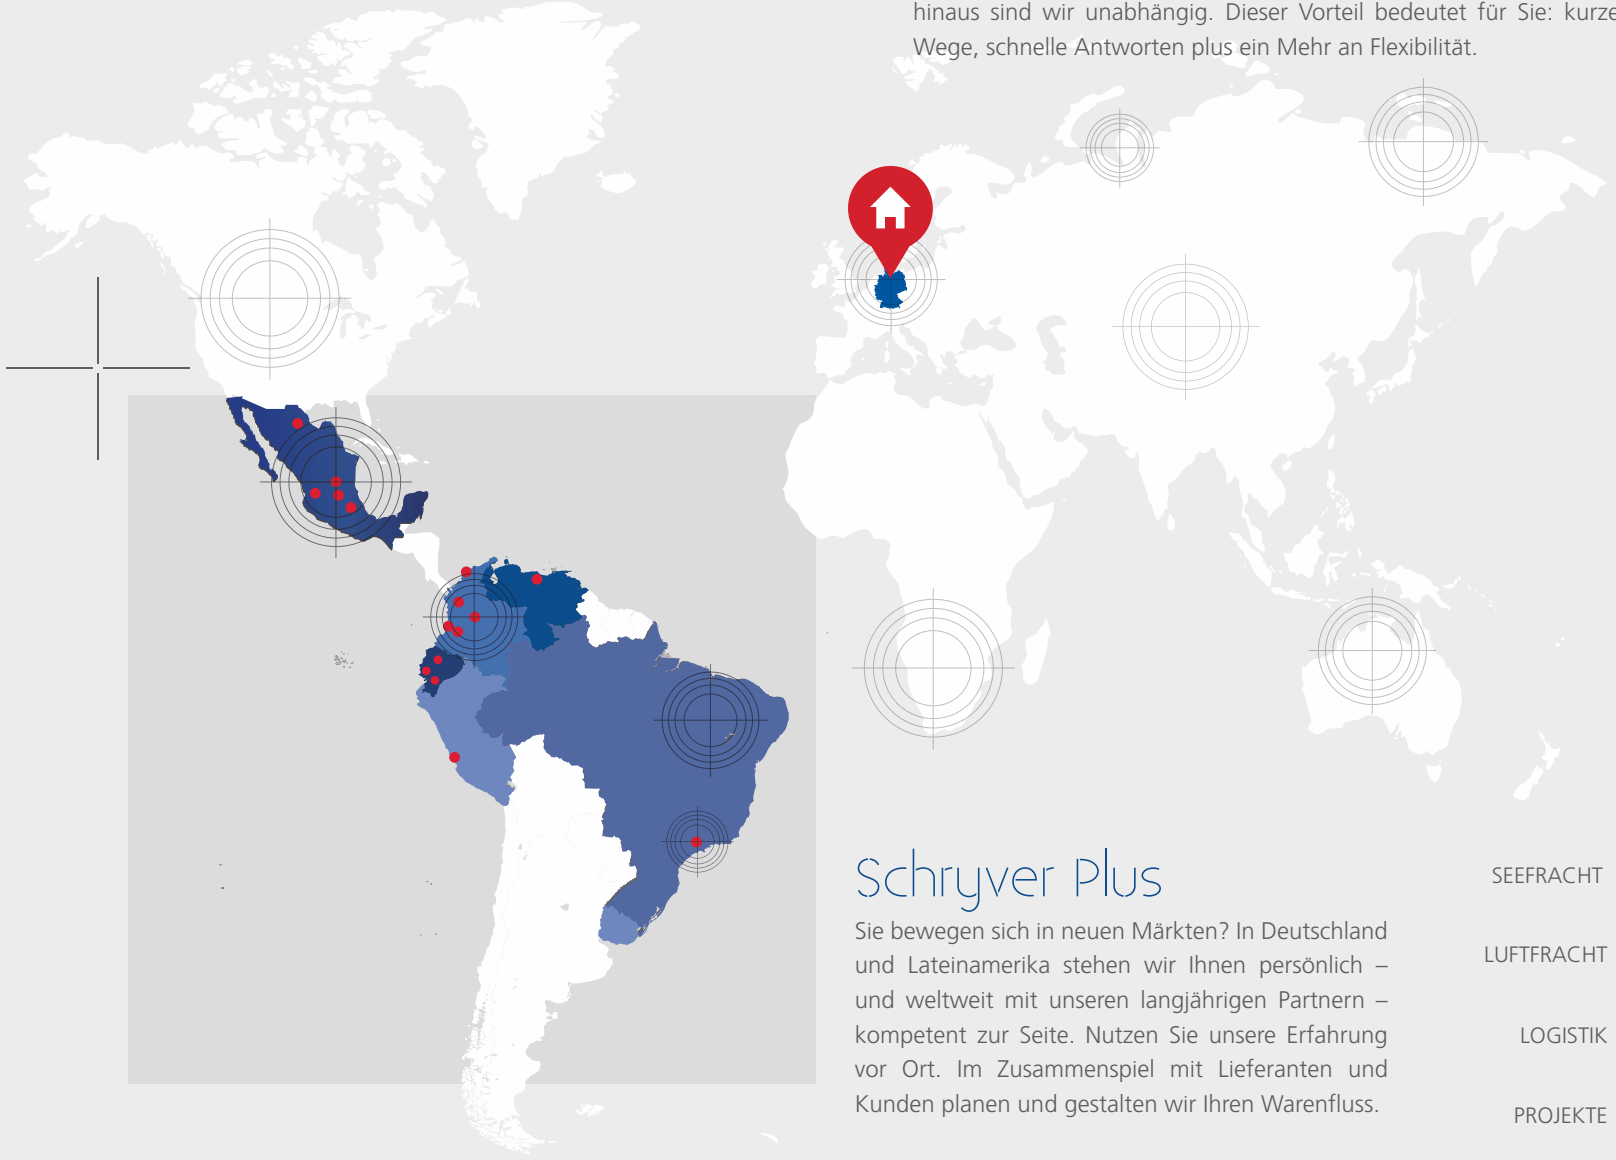 hinaus sind wir unabhängig. Dieser Vorteil bedeutet für Sie: kurze
Wege, schnelle Antworten plus ein Mehr an Flexibilität.
Schryver Plus
Sie bewegen sich in neuen Märkten? In Deutschland
und Lateinamerika stehen wir Ihnen persönlich –
und weltweit mit unseren langjährigen Partnern –
kompetent zur Seite. Nutzen Sie unsere Erfahrung
vor Ort. Im Zusammenspiel mit Lieferanten und
Kunden planen und gestalten wir Ihren Warenfluss.
SEEFRACHT
LUFTFRACHT
LOGISTIK
PROJEKTE